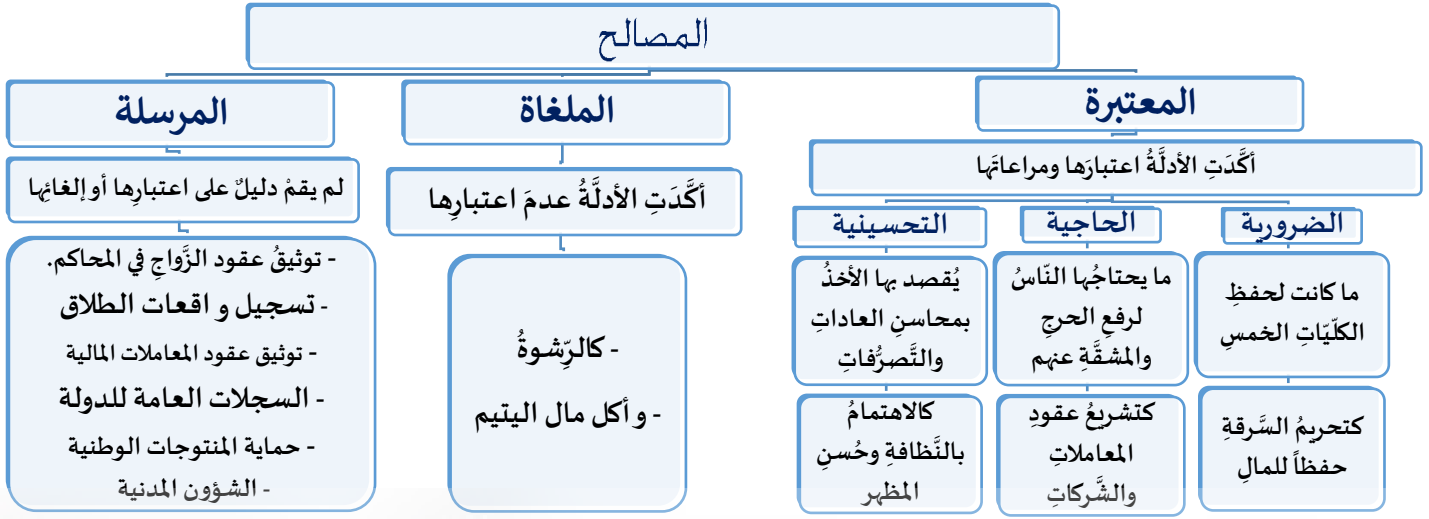 المصالح
المعتبرة
أكَّدَتِ الأدلَّةُ اعتبارَها ومراعاتَها
الضرورية
ما كانت لحفظِ
الكلّيّاتِ الخمسِ
كتحريمُ السَّرقةِ
حفظاً للمالِ
الحاجية
ما يحتاجُها النّاسُ
لرفعِ الحرجِ
والمشقَّةِ عنهم
كتشريعُ عقودِ
المعاملاتِ
والشَّركاتِ
التحسينية
يُقصد بها الأخذُ
بمحاسنِ العاداتِ
والتَّصرُّفاتِ
كالاهتمامُ
بالنَّظافةِ وحُسنِ
المظهر
الملغاة
أكَّدَتِ الأدلَّةُ عدمَ اعتبارِها
- كالرِّشوةُ
- و أكل مال اليتيم
المرسلة
لم يقمْ دليلٌ على اعتبارِها أو إلغائِها
- توثيقُ عقود الزَّواجِ في المحاكم.
- تسجيل و اقعات الطلاق
- توثيق عقود المعاملات المالية
- السجلات العامة للدولة
- حماية المنتوجات الوطنية
- الشؤون المدنية